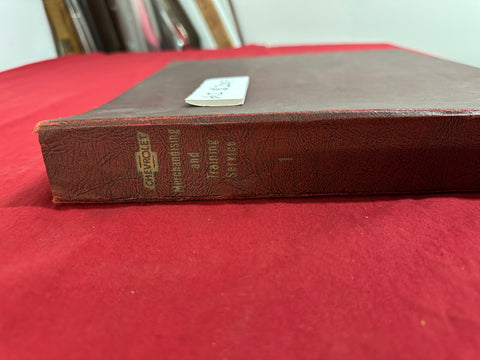 CHEVROLET
Merchandising
and
Training
Service
1